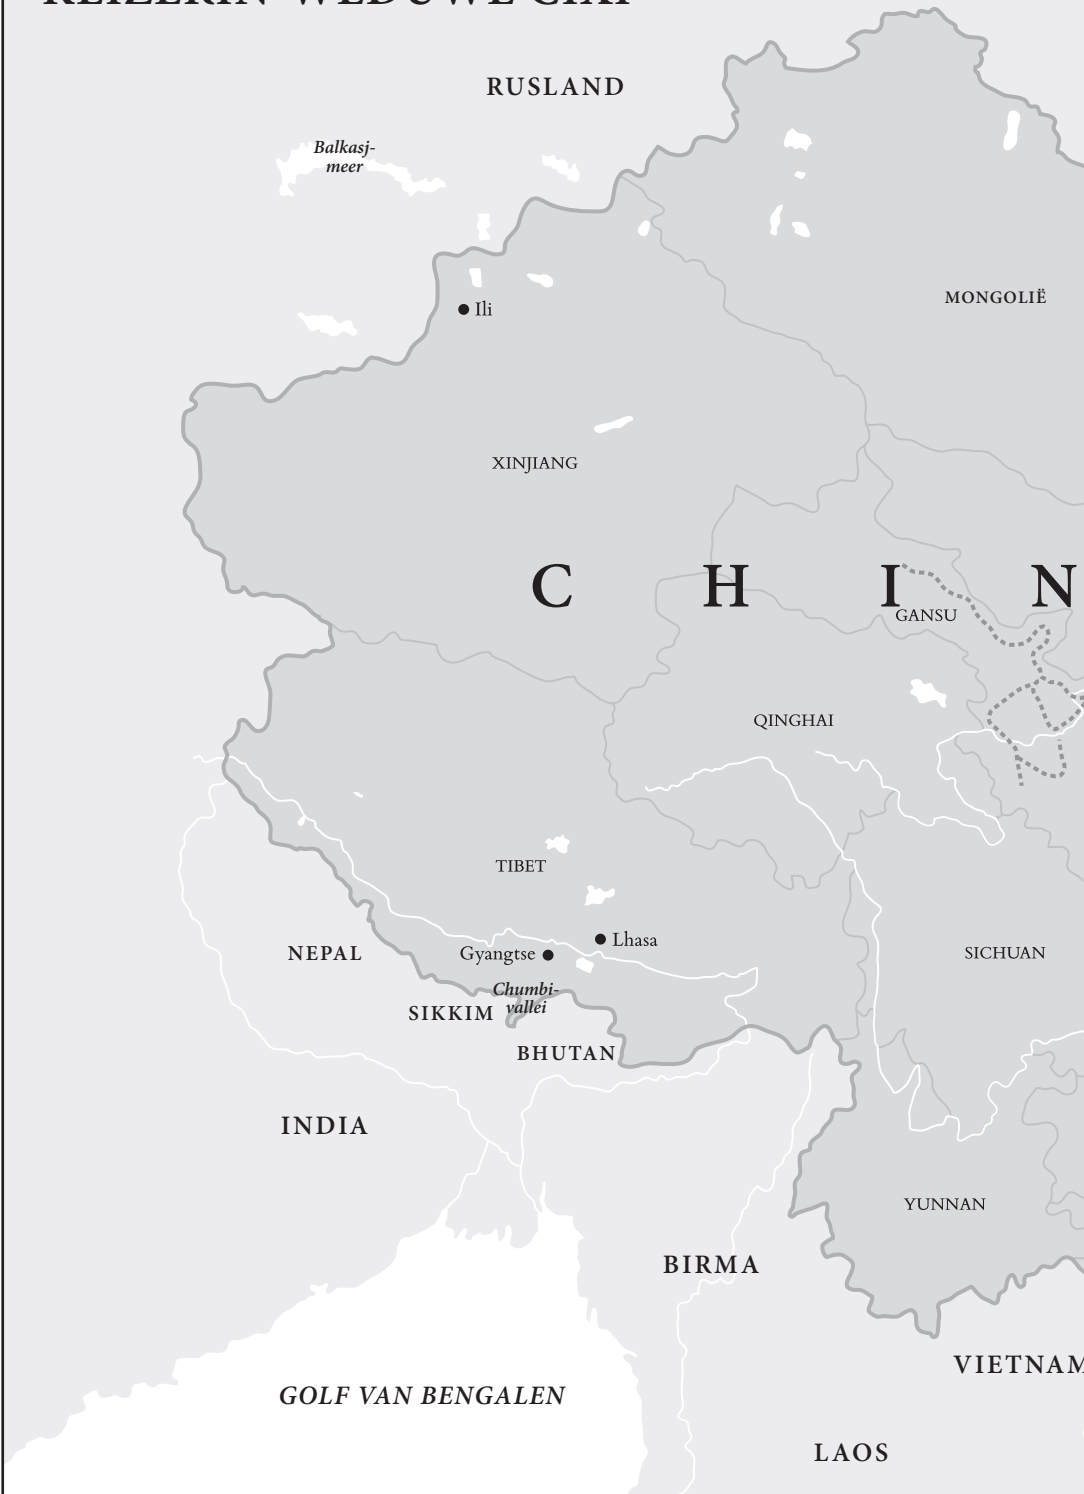 RUSLAND
Balkasj-
meer
MONGOLIË
Ili
XINJIANG
C H I N
GANSU
QINGHAI
TIBET
Lhasa
Gyangtse
NEPAL
SICHUAN
Chumbi-
vallei
SIKKIM
BHUTAN
INDIA
YUNNAN
BIRMA
VIETNAM
GOLF VAN BENGALEN
LAOS